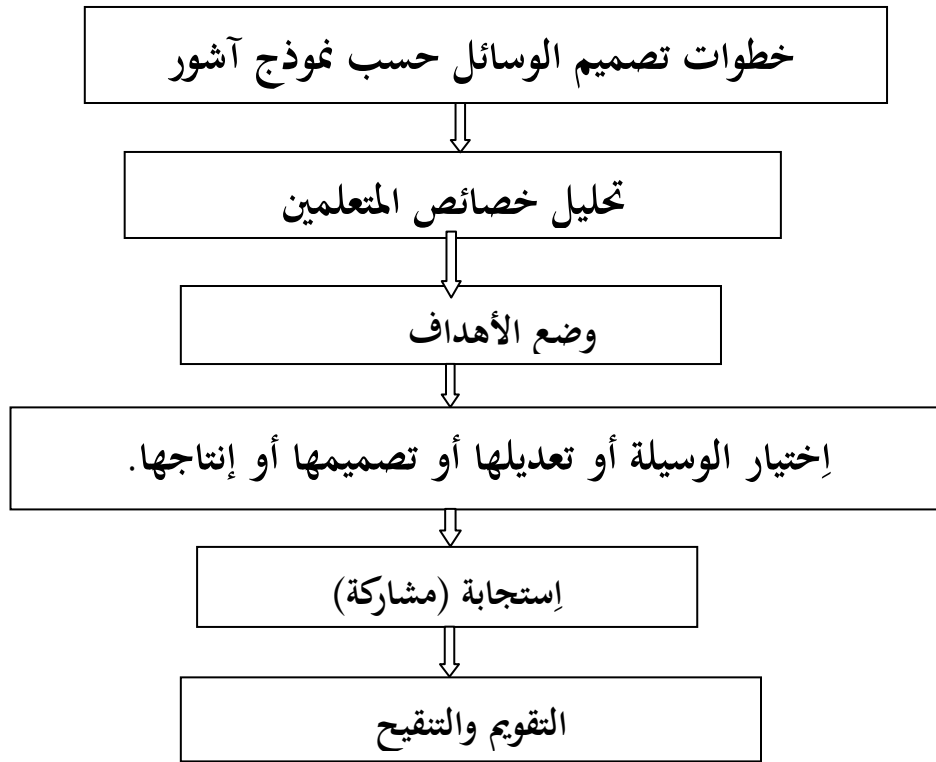 خطوات تصميم الوسائل حسب نموذج آشور
تحليل خصائص المتعلمين
وضع الأهداف
اِختيار الوسيلة أو تعديلها أو تصميمها أو إنتاجها.
اِستجابة (مشاركة)
التقويم والتنقيح